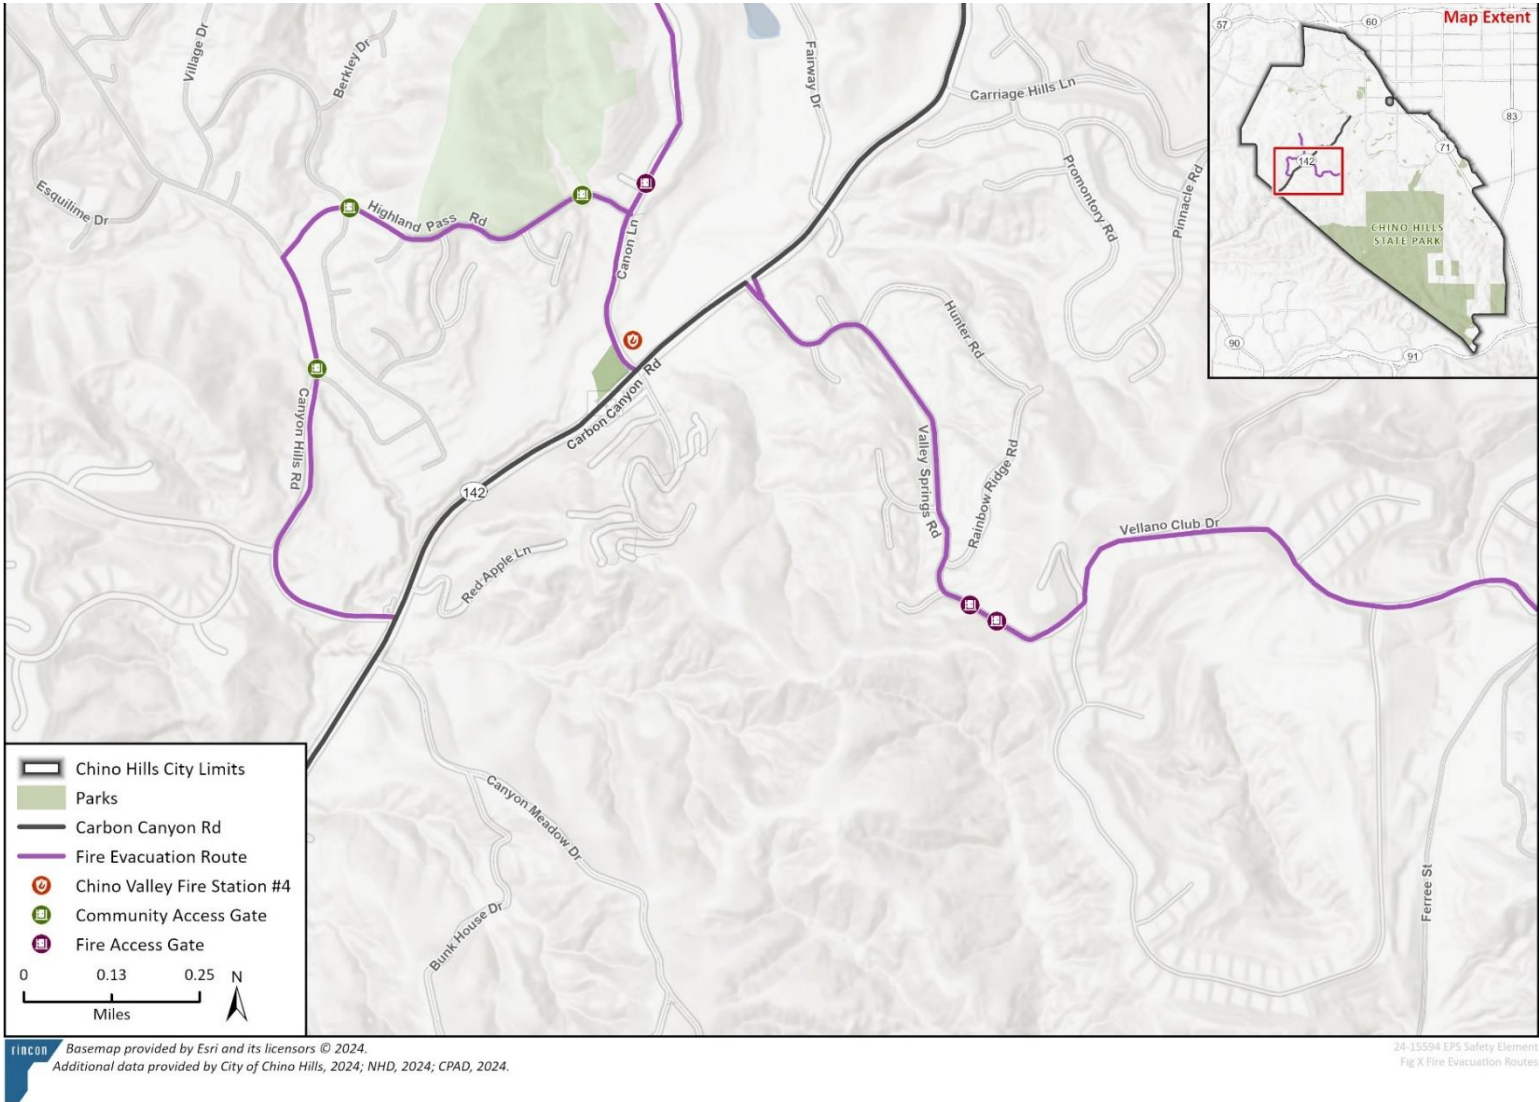 Map Extent
57
60
83
71
142
CHINO HILLS
STATE PARK
90
91
Village Dr
Berkley Dr
Fairway Dr
Carriage Hills Ln
Esquilime Dr
Highland Pass Rd
Canon Ln
Promontory Rd
Pinnacle Rd
Hunter Rd
Canyon Hills Rd
Carbon Canyon Rd
142
Valley Springs Rd
Rainbow Ridge Rd
Vellano Club Dr
Red Apple Ln
Canyon Meadow Dr
Bunk House Dr
Ferree St
Chino Hills City Limits
Parks
Carbon Canyon Rd
Fire Evacuation Route
Chino Valley Fire Station #4
Community Access Gate
Fire Access Gate
0 0.13 0.25 N
Miles
rincon
Basemap provided by Esri and its licensors © 2024.
Additional data provided by City of Chino Hills, 2024; NHD, 2024; CPAD, 2024.
24-15594 EPS Safety Element
Fig X Fire Evacuation Routes